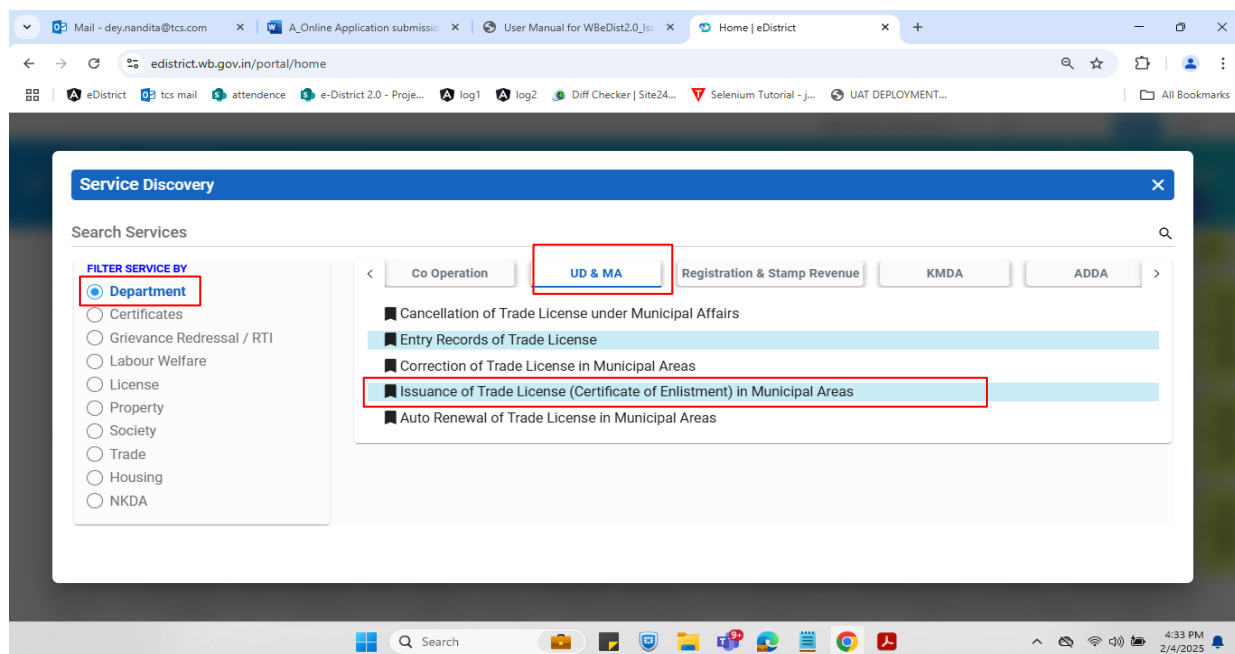 Mail - dey.nandita@tcs.com
A_Online Application submissio
User Manual for WBeDist2.0_Iss
Home | eDistrict
edistrict.wb.gov.in/portal/home
eDistrict
tcs mail
attendence
e-District 2.0 - Proje...
log1
log2
Diff Checker | Site24...
Selenium Tutorial - j...
UAT DEPLOYMENT...
All Bookmarks
Service Discovery
Search Services
FILTER SERVICE BY
Department
Certificates
Grievance Redressal / RTI
Labour Welfare
License
Property
Society
Trade
Housing
NKDA
Co Operation
UD & MA
Registration & Stamp Revenue
KMDA
ADDA
Cancellation of Trade License under Municipal Affairs
Entry Records of Trade License
Correction of Trade License in Municipal Areas
Issuance of Trade License (Certificate of Enlistment) in Municipal Areas
Auto Renewal of Trade License in Municipal Areas
Search
9+
4:33 PM
2/4/2025